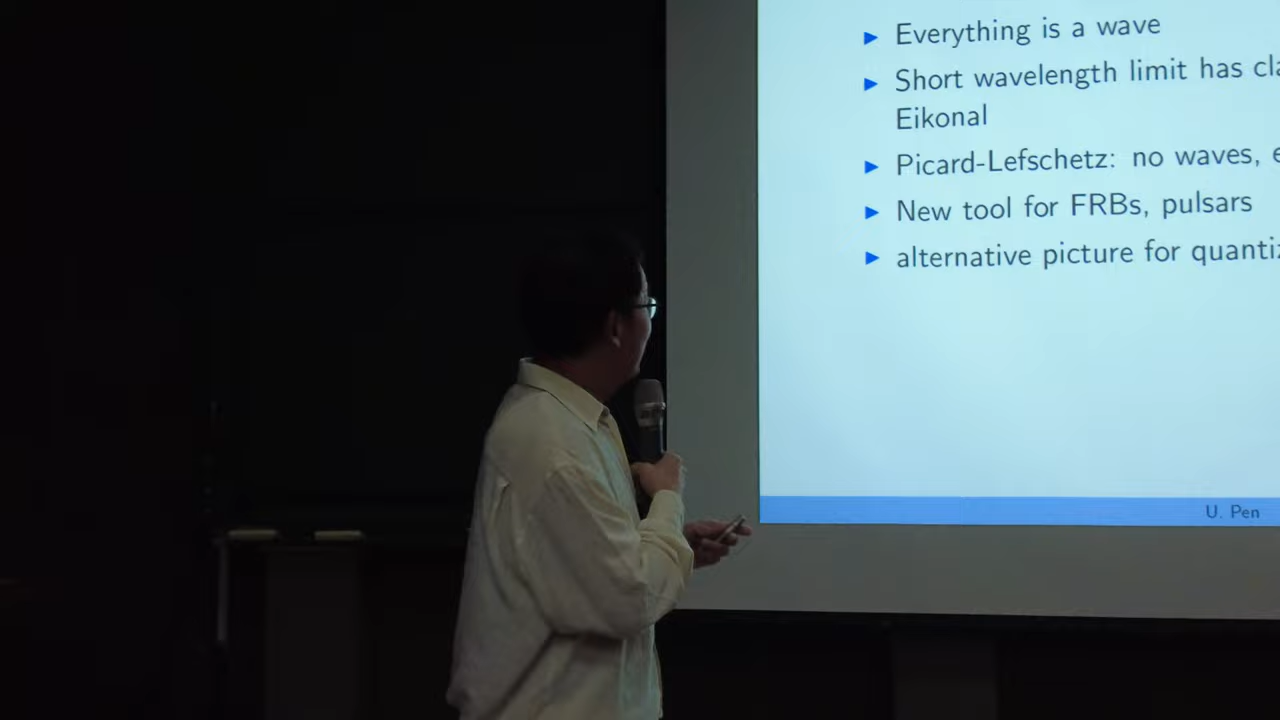 Everything is a wave
Short wavelength limit has
Eikonal
Picard-Lefschetz: no waves,
New tool for FRBs, pulsars
alternative picture for
U. Pen